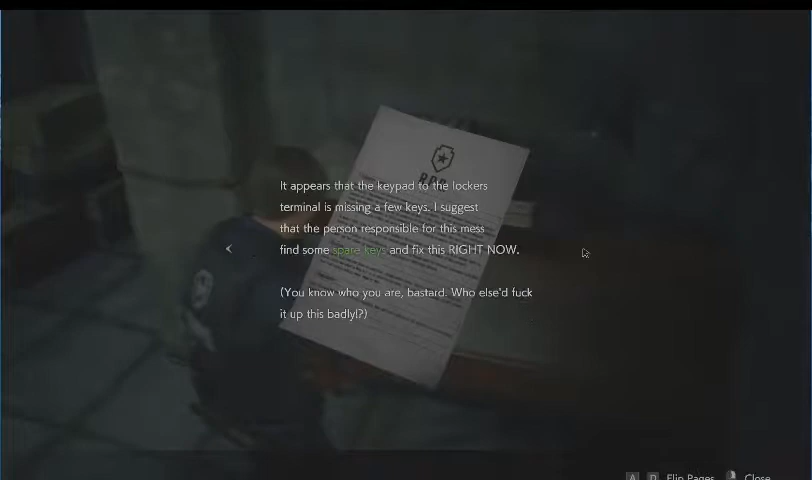 R.P.D.
It appears that the keypad to the lockers
terminal is missing a few keys. I suggest
that the person responsible for this mess
find some spare keys and fix this RIGHT NOW.
(You know who you are, bastard. Who else'd fuck
it up this badly!?)
A D Flip Pages Close